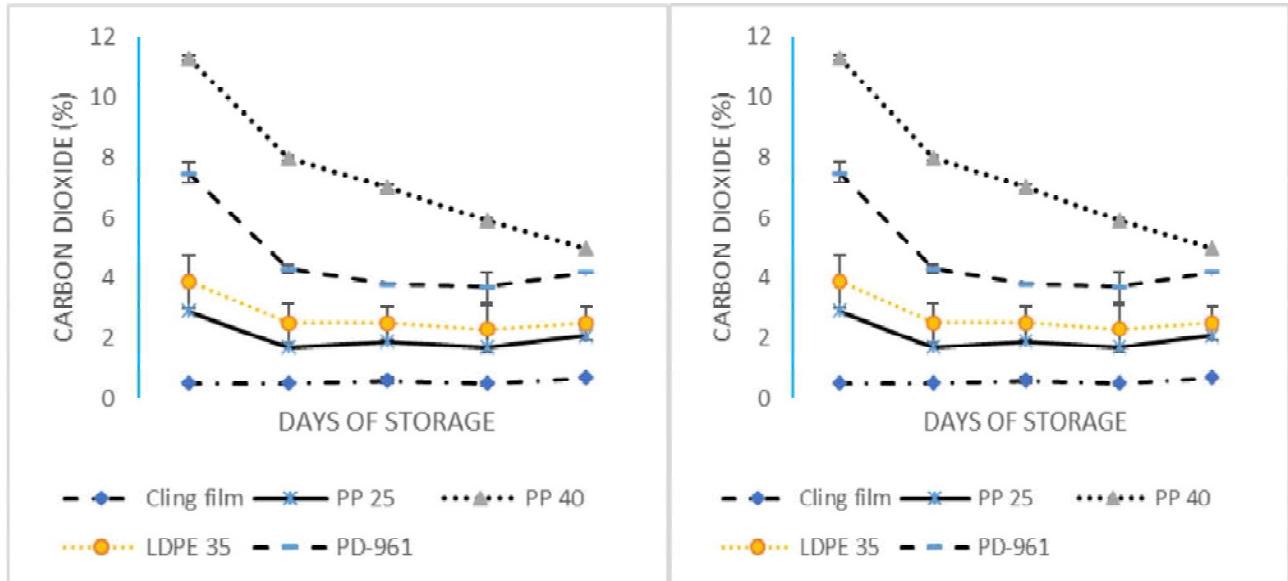 12
10
8
6
4
2
0
CARBON DIOXIDE (%)
DAYS OF STORAGE
Cling film PP 25 PP 40
LDPE 35 PD-961
12
10
8
6
4
2
0
CARBON DIOXIDE (%)
DAYS OF STORAGE
Cling film PP 25 PP 40
LDPE 35 PD-961